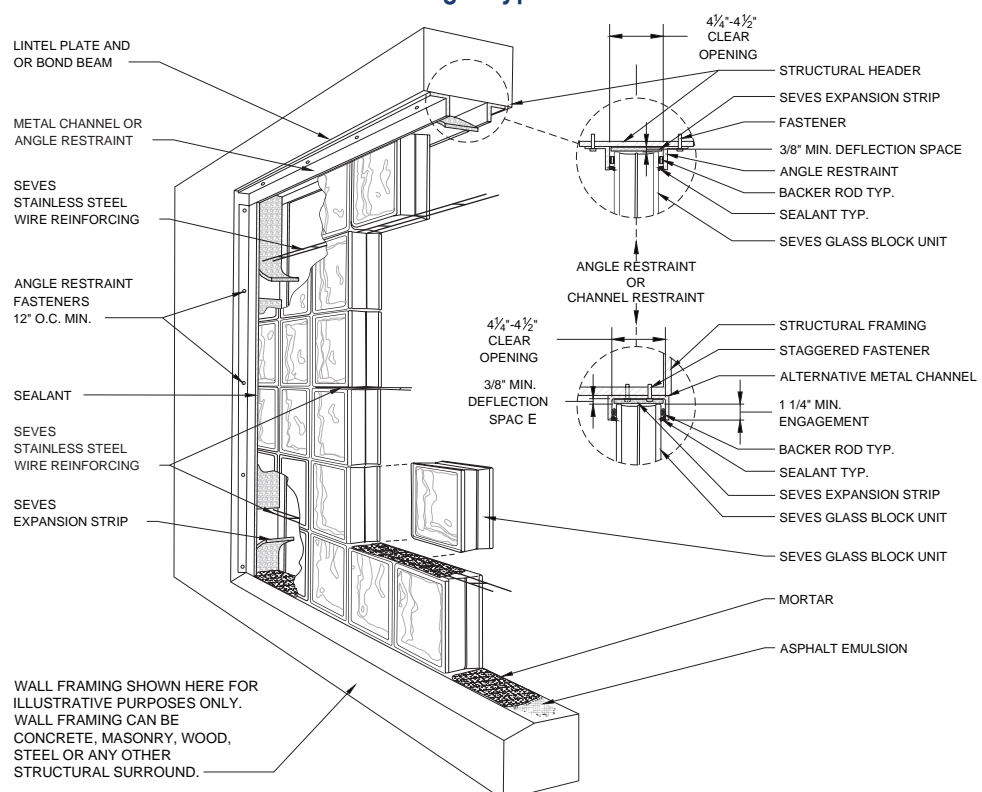 LINTEL PLATE AND
OR BOND BEAM
METAL CHANNEL OR
ANGLE RESTRAINT
SEVES
STAINLESS STEEL
WIRE REINFORCING
ANGLE RESTRAINT
FASTENERS
12" O.C. MIN.
SEALANT
SEVES
STAINLESS STEEL
WIRE REINFORCING
SEVES
EXPANSION STRIP
WALL FRAMING SHOWN HERE FOR
ILLUSTRATIVE PURPOSES ONLY.
WALL FRAMING CAN BE
CONCRETE, MASONRY, WOOD,
STEEL OR ANY OTHER
STRUCTURAL SURROUND.
4¼"-4½"
CLEAR
OPENING
STRUCTURAL HEADER
SEVES EXPANSION STRIP
FASTENER
3/8" MIN. DEFLECTION SPACE
ANGLE RESTRAINT
BACKER ROD TYP.
SEALANT TYP.
SEVES GLASS BLOCK UNIT
ANGLE RESTRAINT
OR
CHANNEL RESTRAINT
4¼"-4½"
CLEAR
OPENING
3/8" MIN.
DEFLECTION
SPAC E
STRUCTURAL FRAMING
STAGGERED FASTENER
ALTERNATIVE METAL CHANNEL
1 1/4" MIN.
ENGAGEMENT
BACKER ROD TYP.
SEALANT TYP.
SEVES EXPANSION STRIP
SEVES GLASS BLOCK UNIT
SEVES GLASS BLOCK UNIT
MORTAR
ASPHALT EMULSION